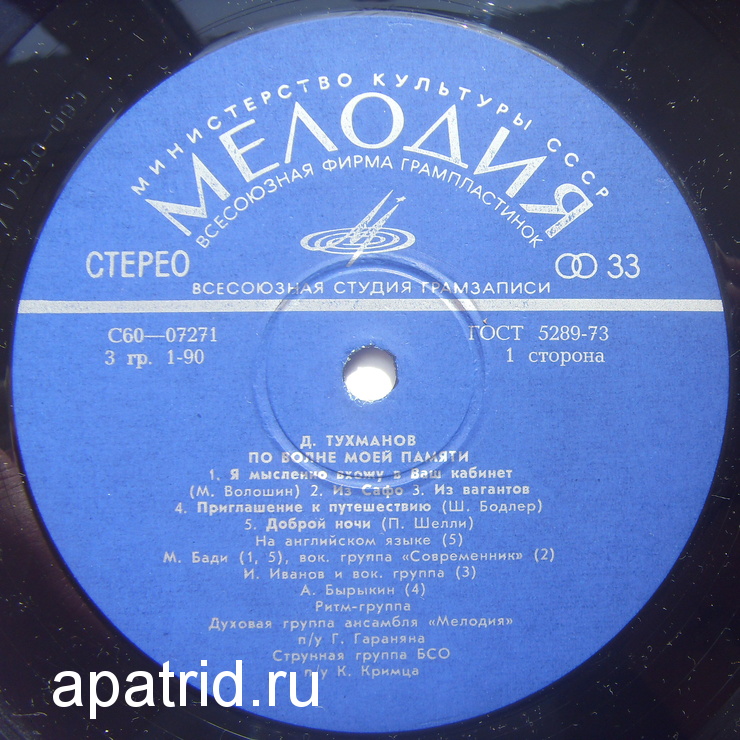 МИНИСТЕРСТВО КУЛЬТУРЫ СССР
МЕЛОДИЯ
ВСЕСОЮЗНАЯ ФИРМА ГРАМПЛАСТИНОК
СТЕРЕО
33
ВСЕСОЮЗНАЯ СТУДИЯ ГРАМЗАПИСИ
С60—07271
ГОСТ 5289-73
3 гр. 1-90
1 сторона
Д. ТУХМАНОВ
ПО ВОЛНЕ МОЕЙ ПАМЯТИ
1. Я мысленно вхожу в Ваш кабинет
(М. Волошин) 2. Из Сафо 3. Из вагантов
4. Приглашение к путешествию (Ш. Бодлер)
5. Доброй ночи (П. Шелли)
На английском языке (5)
М. Бади (1, 5), вок. группа «Современник» (2)
И. Иванов и вок. группа (3)
А. Бырыкин (4)
Ритм-группа
Духовая группа ансамбля «Мелодия»
п/у Г. Гараняна
Струнная группа БСО
п/у К. Кримца
apatrid.ru